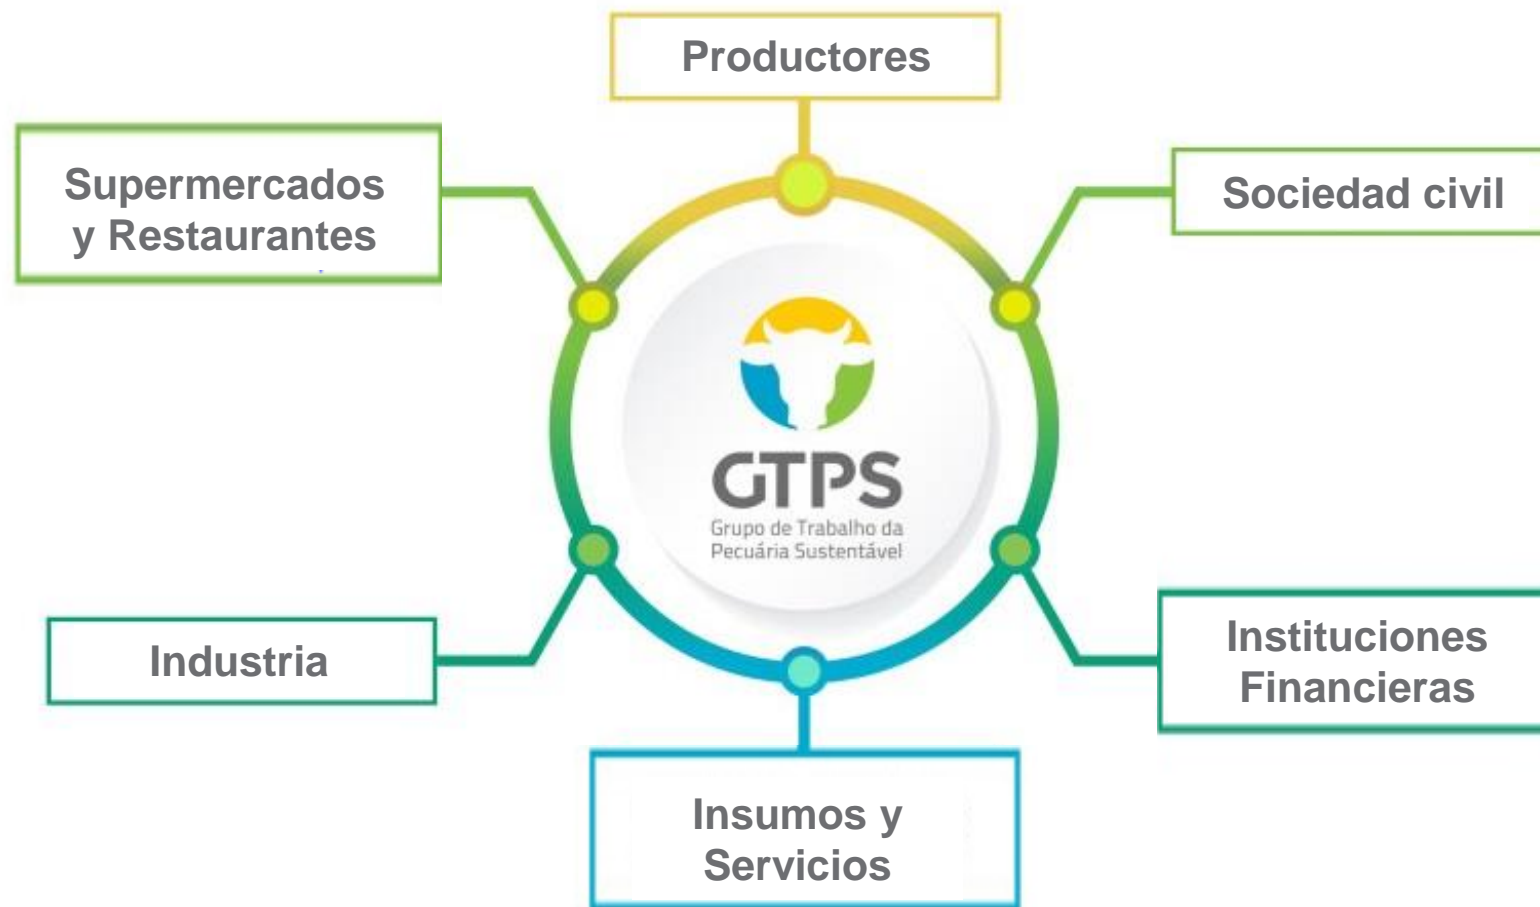 Productores
Supermercados
y Restaurantes
Sociedad civil
GTPS
Grupo de Trabalho da
Pecuária Sustentável
Industria
Instituciones
Financieras
Insumos y
Servicios